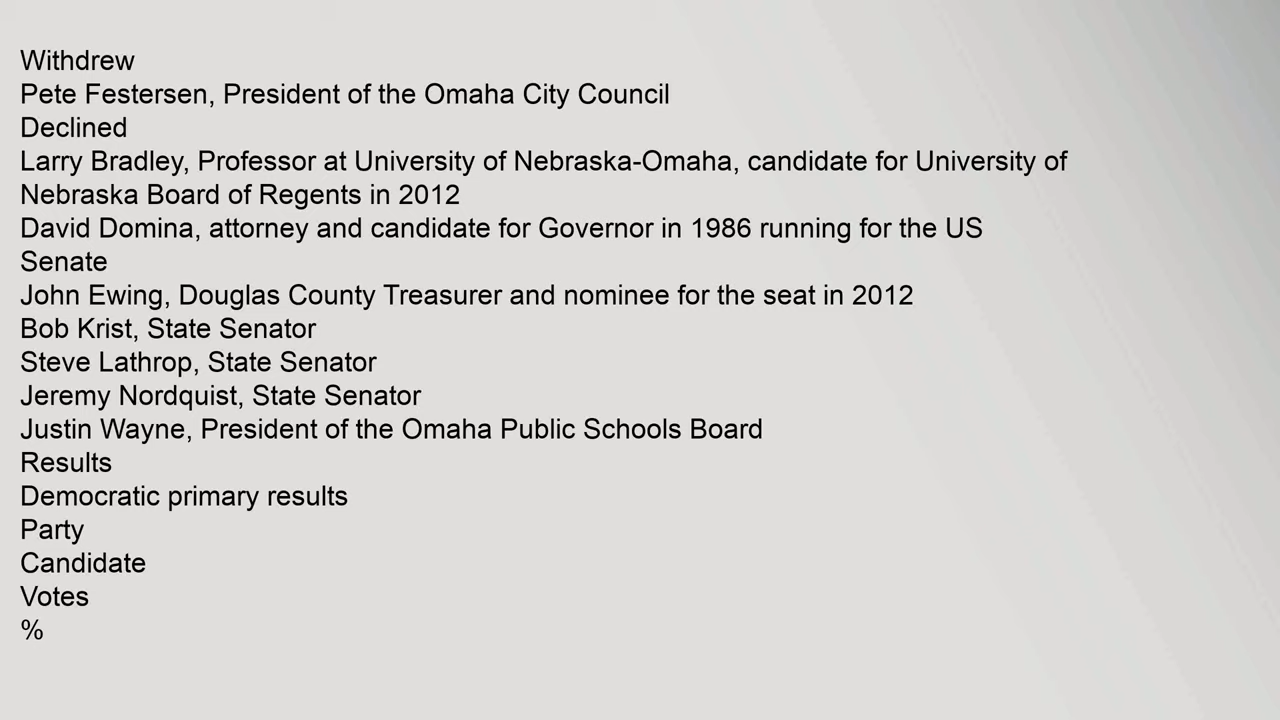 Withdrew
Pete Festersen, President of the Omaha City Council
Declined
Larry Bradley, Professor at University of Nebraska-Omaha, candidate for University of
Nebraska Board of Regents in 2012
David Domina, attorney and candidate for Governor in 1986 running for the US
Senate
John Ewing, Douglas County Treasurer and nominee for the seat in 2012
Bob Krist, State Senator
Steve Lathrop, State Senator
Jeremy Nordquist, State Senator
Justin Wayne, President of the Omaha Public Schools Board
Results
Democratic primary results
Party
Candidate
Votes
%